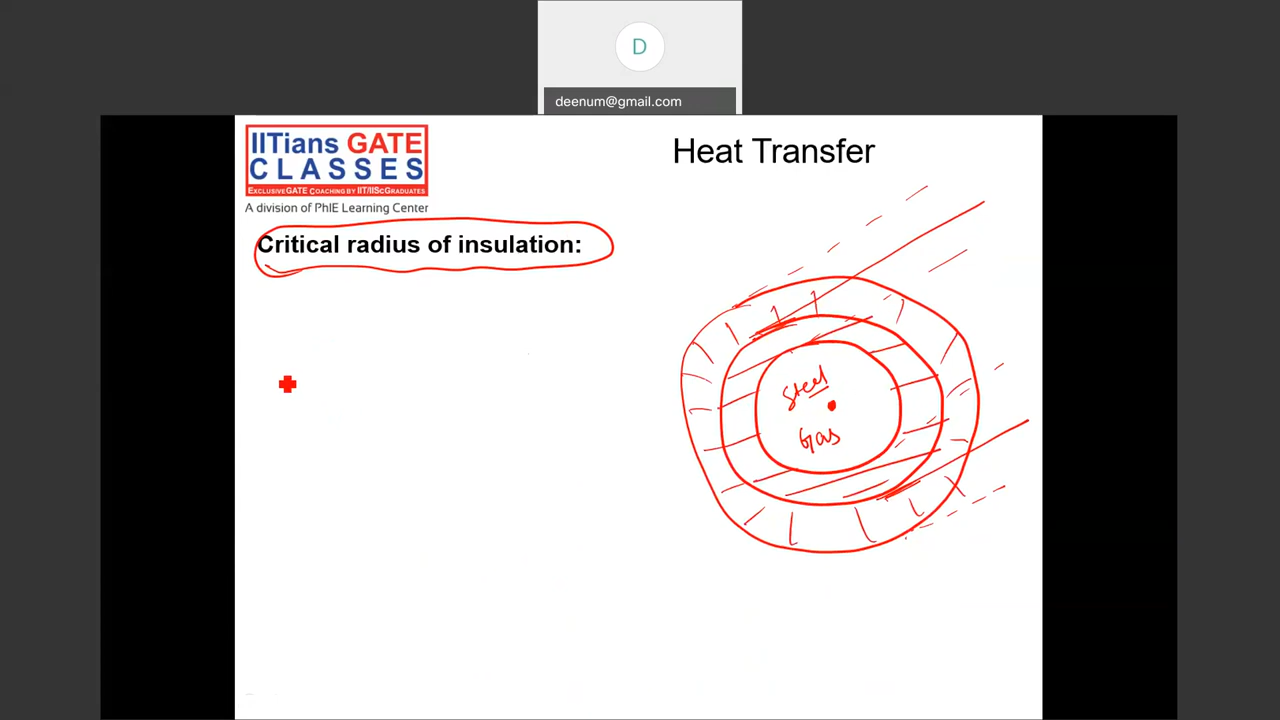 D
deenum@gmail.com
IITians GATE
CLASSES
EXCLUSIVE GATE COACHING BY IIT/IISc GRADUATES
A division of PhIE Learning Center
Heat Transfer
Critical radius of insulation:
Steel
Gas